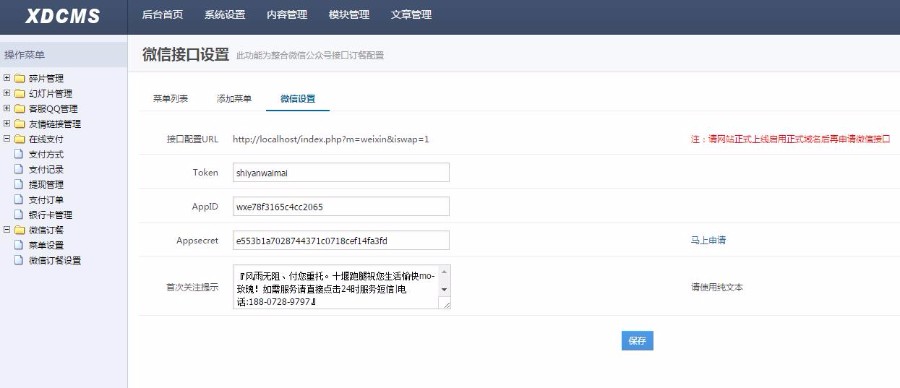 XDCMS
后台首页 系统设置 内容管理 模块管理 文章管理
操作菜单
碎片管理
幻灯片管理
客服QQ管理
友情链接管理
在线支付
支付方式
支付记录
提现管理
支付订单
银行卡管理
微信订餐
菜单设置
微信订餐设置
微信接口设置 此功能为整合微信公众号接口订餐配置
菜单列表 添加菜单 微信设置
接口配置URL http://localhost/index.php?m=weixin&iswap=1 注：请网站正式上线启用正式域名后再申请微信接口
Token shiyanwaimai
AppID wxe78f3165c4cc2065
Appsecret e553b1a7028744371c0718cef14fa3fd 马上申请
首次关注提示 『风雨无阻、付您重托。十堰跑腿祝您生活愉快mo-
玫瑰！如需服务请直接点击24时服务短信|电
话:188-0728-9797』
请使用纯文本
保存